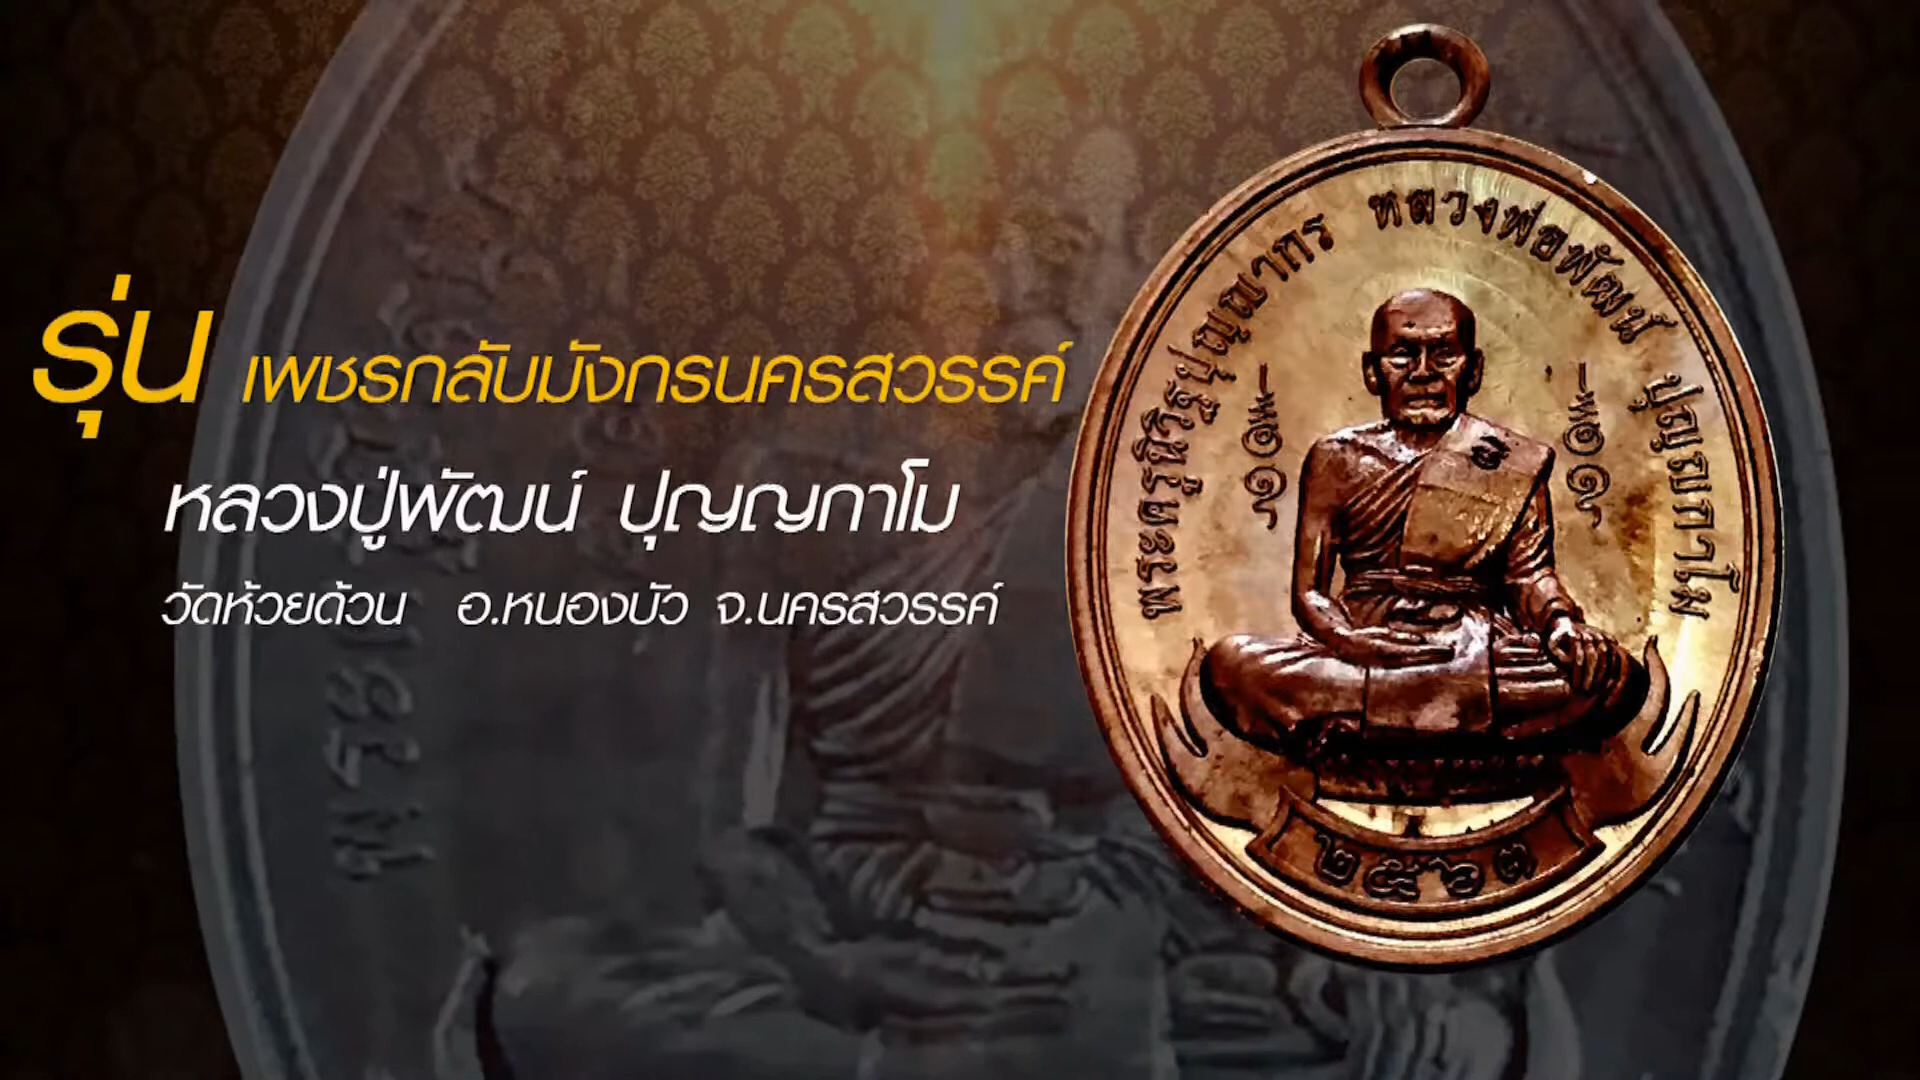 รุ่น เพชรกลับมังกรนครสวรรค์
หลวงปู่พัฒน์ ปุญญกาโม
วัดห้วยด้วน อ.หนองบัว จ.นครสวรรค์
พระครูนิวิฐปุญญากร หลวงพ่อพัฒน์ ปุญฺญกาโม
๒๕๖๓